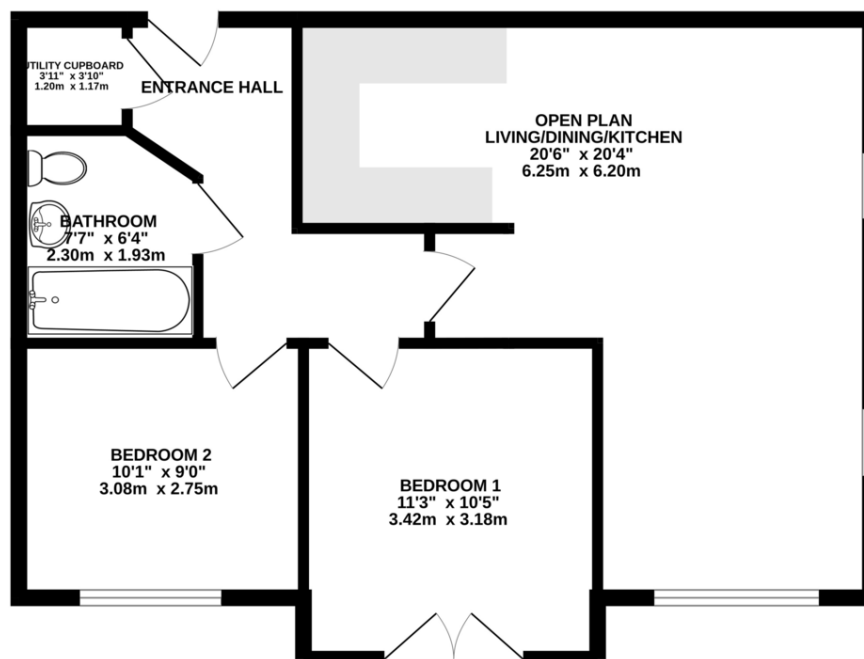 UTILITY CUPBOARD
3'11" x 3'10"
1.20m x 1.17m
ENTRANCE HALL
OPEN PLAN
LIVING/DINING/KITCHEN
20'6" x 20'4"
6.25m x 6.20m
BATHROOM
7'7" x 6'4"
2.30m x 1.93m
BEDROOM 2
10'1" x 9'0"
3.08m x 2.75m
BEDROOM 1
11'3" x 10'5"
3.42m x 3.18m